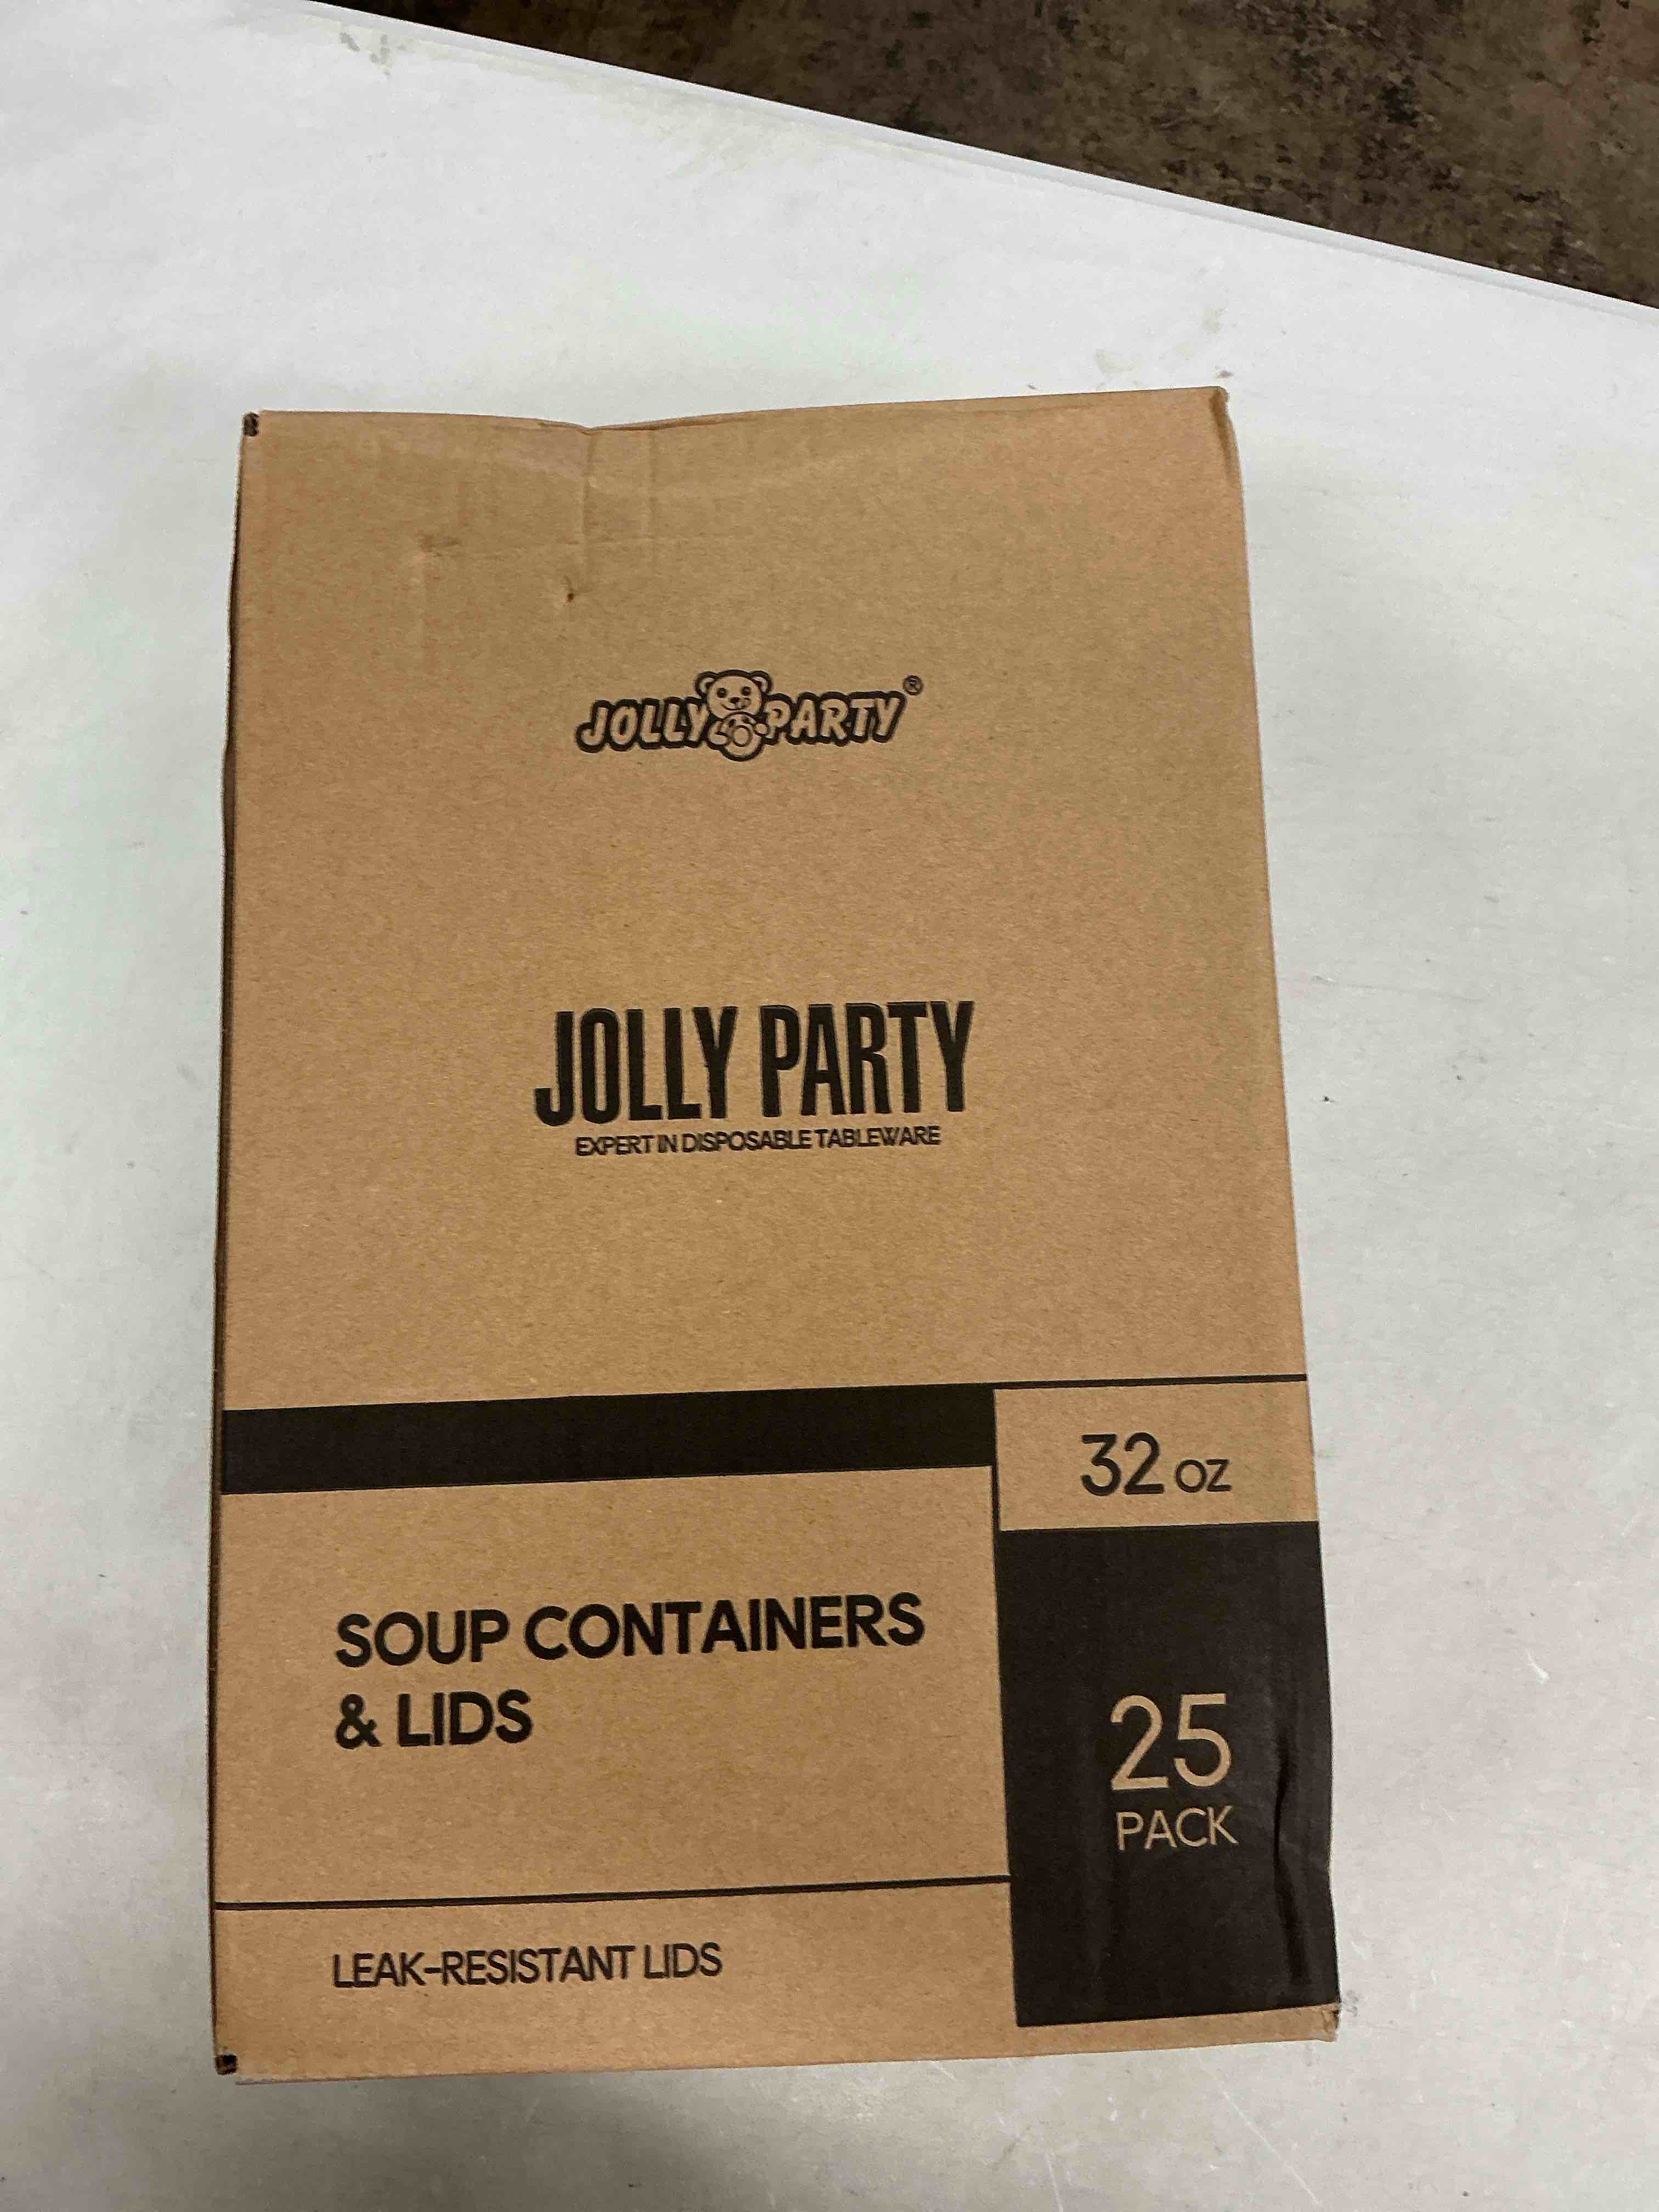 JOLLY PARTY®
JOLLY PARTY
EXPERT IN DISPOSABLE TABLEWARE
32 oz
SOUP CONTAINERS
& LIDS
25
PACK
LEAK-RESISTANT LIDS